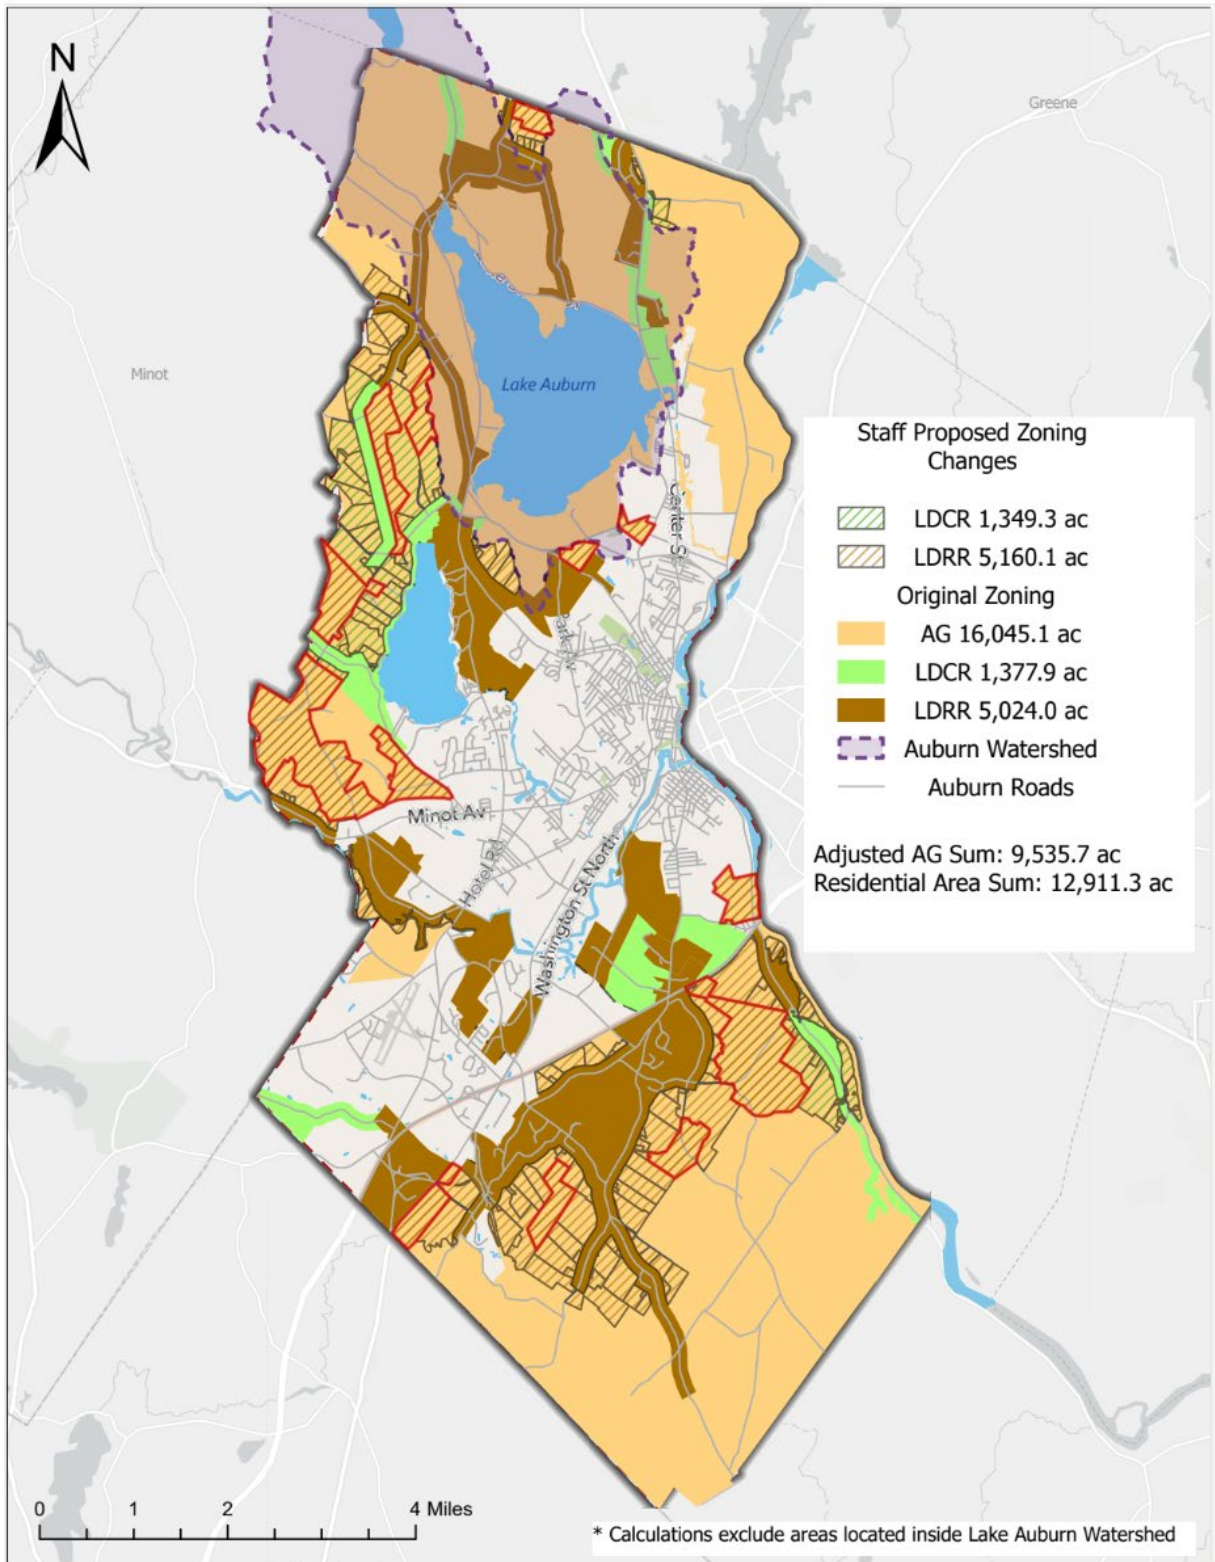 N
Greene
Minot
Lake Auburn
Center St
Park Av
Staff Proposed Zoning
Changes
LDCR 1,349.3 ac
LDRR 5,160.1 ac
Original Zoning
AG 16,045.1 ac
LDCR 1,377.9 ac
LDRR 5,024.0 ac
Auburn Watershed
Auburn Roads
Adjusted AG Sum: 9,535.7 ac
Residential Area Sum: 12,911.3 ac
Minot Av
Hotel Rd
Washington St North
0 1 2 4 Miles
* Calculations exclude areas located inside Lake Auburn Watershed